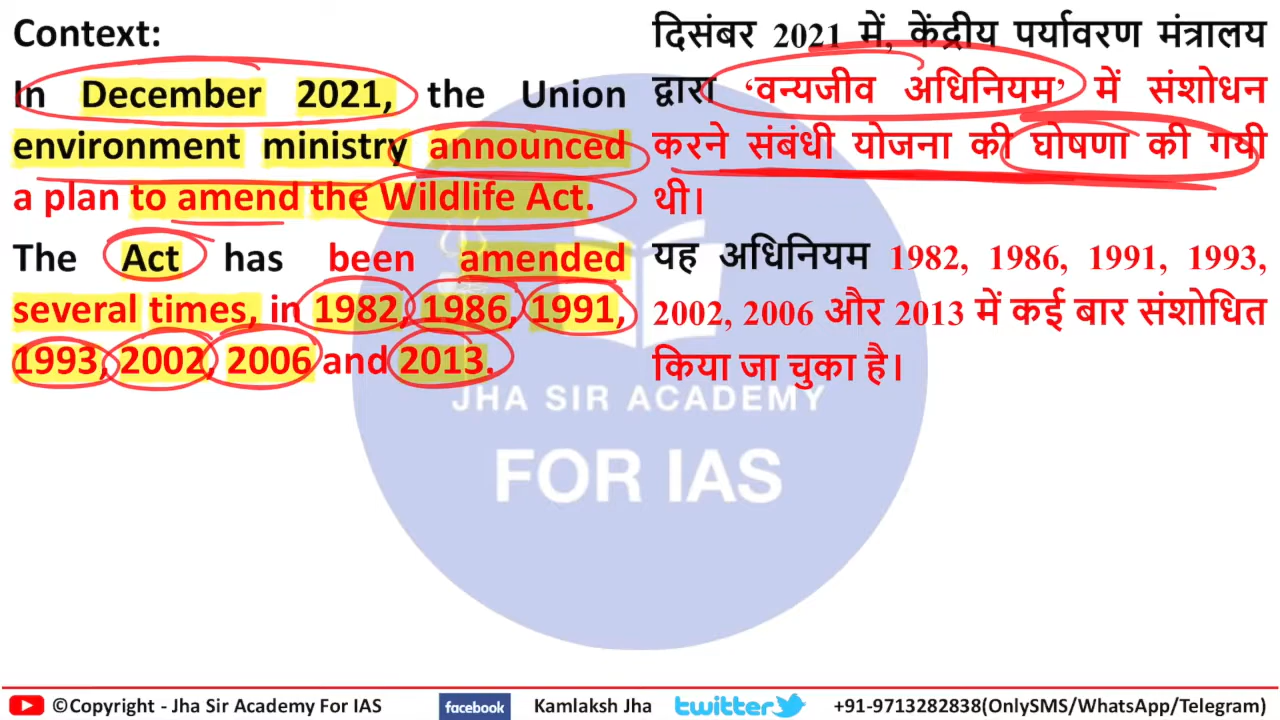 Context:
In December 2021, the Union
environment ministry announced
a plan to amend the Wildlife Act.
The Act has been amended
several times, in 1982, 1986, 1991,
1993, 2002, 2006 and 2013.
दिसंबर 2021 में, केंद्रीय पर्यावरण मंत्रालय
द्वारा ‘वन्यजीव अधिनियम’ में संशोधन
करने संबंधी योजना की घोषणा की गयी
थी।
यह अधिनियम 1982, 1986, 1991, 1993,
2002, 2006 और 2013 में कई बार संशोधित
किया जा चुका है।
JHA SIR ACADEMY
FOR IAS
©Copyright - Jha Sir Academy For IAS facebook Kamlaksh Jha twitter +91-9713282838(OnlySMS/WhatsApp/Telegram)